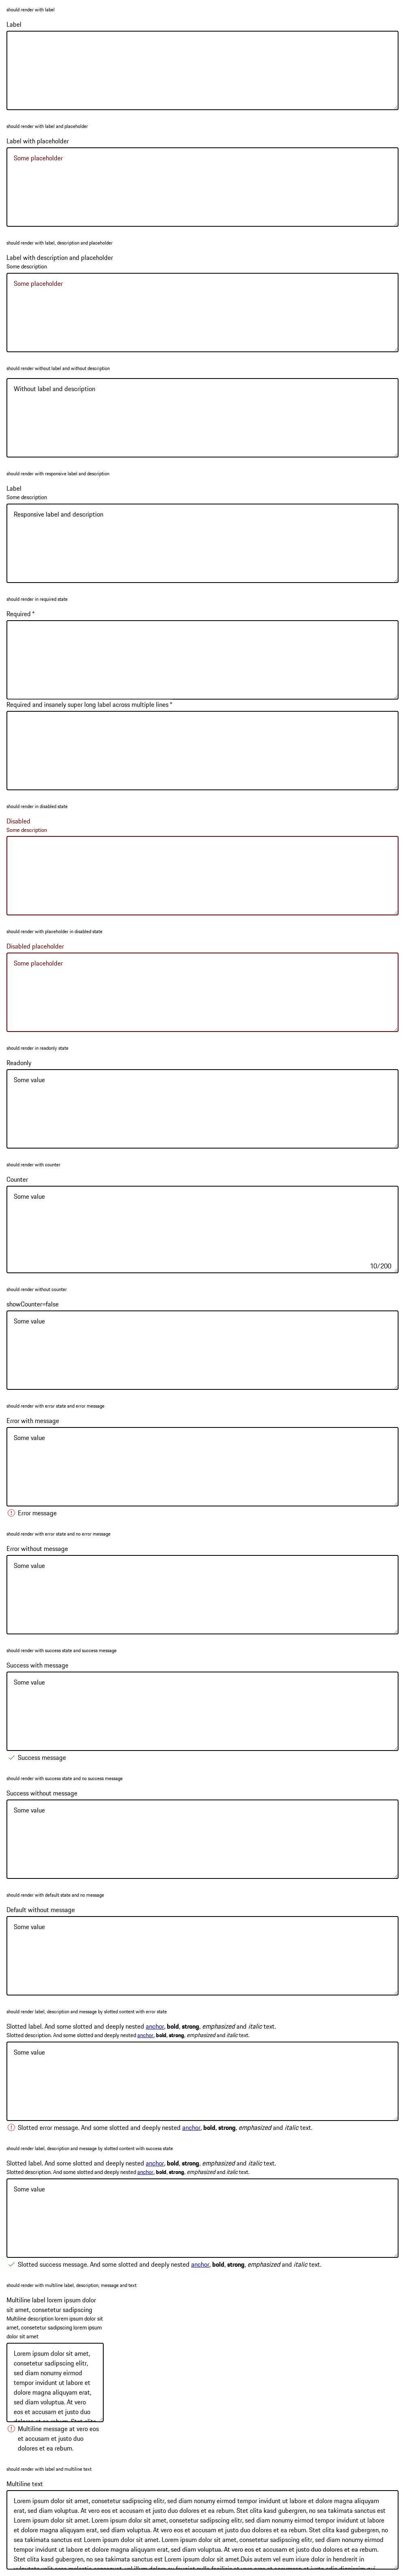 should render with label
Label
should render with label and placeholder
Label with placeholder
Some placeholder
should render with label, description and placeholder
Label with description and placeholder
Some description
Some placeholder
should render without label and without description
Without label and description
should render with responsive label and description
Label
Some description
Responsive label and description
should render in required state
Required *
Required and insanely super long label across multiple lines *
should render in disabled state
Disabled
Some description
should render with placeholder in disabled state
Disabled placeholder
Some placeholder
should render in readonly state
Readonly
Some value
should render with counter
Counter
Some value
10/200
should render without counter
showCounter=false
Some value
should render with error state and error message
Error with message
Some value
Error message
should render with error state and no error message
Error without message
Some value
should render with success state and success message
Success with message
Some value
Success message
should render with success state and no success message
Success without message
Some value
should render with default state and no message
Default without message
Some value
should render label, description and message by slotted content with error state
Slotted label. And some slotted and deeply nested anchor, bold, strong, emphasized and italic text.
Slotted description. And some slotted and deeply nested anchor, bold, strong, emphasized and italic text.
Some value
Slotted error message. And some slotted and deeply nested anchor, bold, strong, emphasized and italic text.
should render label, description and message by slotted content with success state
Slotted label. And some slotted and deeply nested anchor, bold, strong, emphasized and italic text.
Slotted description. And some slotted and deeply nested anchor, bold, strong, emphasized and italic text.
Some value
Slotted success message. And some slotted and deeply nested anchor, bold, strong, emphasized and italic text.
should render with multiline label, description, message and text
Multiline label lorem ipsum dolor
sit amet, consetetur sadipscing
Multiline description lorem ipsum dolor sit
amet, consetetur sadipscing lorem ipsum
dolor sit amet
Lorem ipsum dolor sit amet,
consetetur sadipscing elitr,
sed diam nonumy eirmod
tempor invidunt ut labore et
dolore magna aliquyam erat,
sed diam voluptua. At vero
eos et accusam et justo duo
Multiline message at vero eos
et accusam et justo duo
dolores et ea rebum.
should render with label and multiline text
Multiline text
Lorem ipsum dolor sit amet, consetetur sadipscing elitr, sed diam nonumy eirmod tempor invidunt ut labore et dolore magna aliquyam
erat, sed diam voluptua. At vero eos et accusam et justo duo dolores et ea rebum. Stet clita kasd gubergren, no sea takimata sanctus est
Lorem ipsum dolor sit amet. Lorem ipsum dolor sit amet, consetetur sadipscing elitr, sed diam nonumy eirmod tempor invidunt ut labore
et dolore magna aliquyam erat, sed diam voluptua. At vero eos et accusam et justo duo dolores et ea rebum. Stet clita kasd gubergren, no
sea takimata sanctus est Lorem ipsum dolor sit amet. Lorem ipsum dolor sit amet, consetetur sadipscing elitr, sed diam nonumy eirmod
tempor invidunt ut labore et dolore magna aliquyam erat, sed diam voluptua. At vero eos et accusam et justo duo dolores et ea rebum.
Stet clita kasd gubergren, no sea takimata sanctus est Lorem ipsum dolor sit amet.Duis autem vel eum iriure dolor in hendrerit in